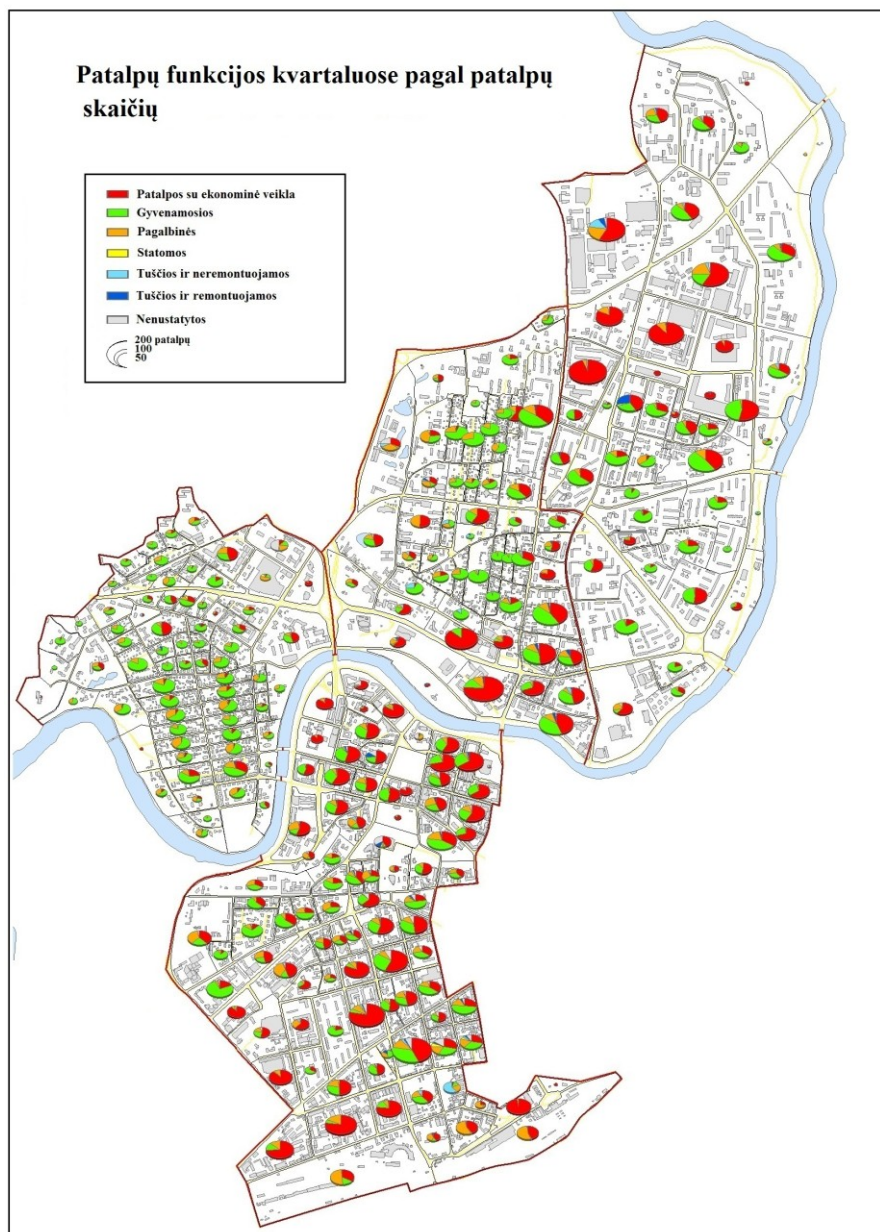 Patalpų funkcijos kvartaluose pagal patalpų
skaičių
Patalpos su ekonominė veikla
Gyvenamosios
Pagalbinės
Statomos
Tuščios ir neremontuojamos
Tuščios ir remontuojamos
Nenustatytos
200 patalpų
100
50